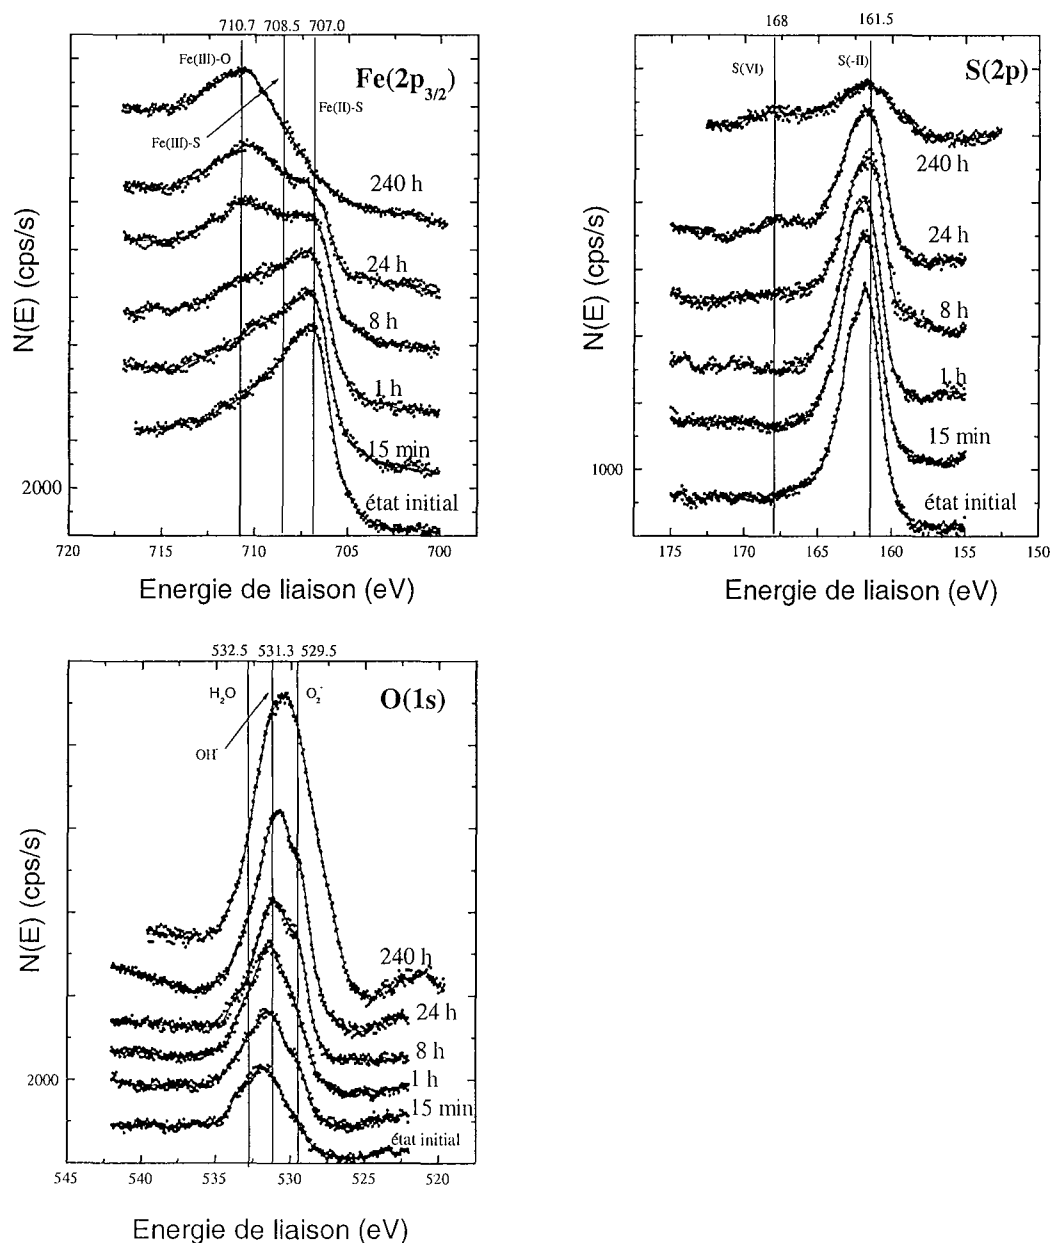 710.7 708.5 707.0
Fe(III)-O
Fe(2p3/2)
Fe(III)-S
Fe(II)-S
240 h
24 h
8 h
1 h
15 min
état initial
N(E) (cps/s)
2000
720 715 710 705 700
Energie de liaison (eV)
168 161.5
S(VI)
S(-II)
S(2p)
240 h
24 h
8 h
1 h
15 min
état initial
N(E) (cps/s)
1000
175 170 165 160 155 150
Energie de liaison (eV)
532.5 531.3 529.5
H2O
O2-
O(1s)
OH-
240 h
24 h
8 h
1 h
15 min
état initial
N(E) (cps/s)
2000
545 540 535 530 525 520
Energie de liaison (eV)